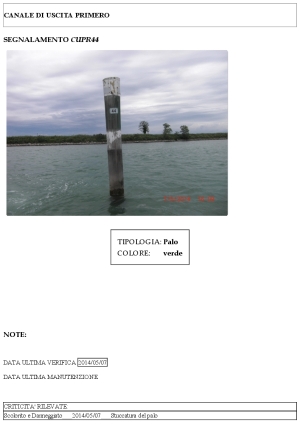 CANALE DI USCITA PRIMERO
SEGNALAMENTO CUPR44
44
TIPOLOGIA: Palo
COLORE: verde
NOTE:
DATA ULTIMA VERIFICA 2014/05/07
DATA ULTIMA MANUTENZIONE
CRITICITA' RILEVATE
Scolorito e Danneggiato 2014/05/07 Stuccatura del palo